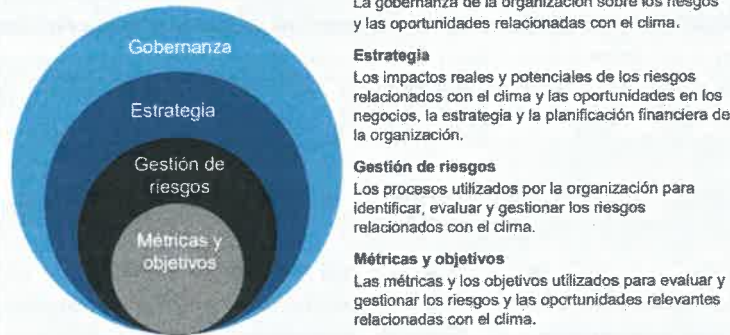 Gobernanza
Estrategia
Gestión de
riesgos
Métricas y
objetivos
La gobernanza de la organización sobre los riesgos
y las oportunidades relacionadas con el clima.
Estrategia
Los impactos reales y potenciales de los riesgos
relacionados con el clima y las oportunidades en los
negocios, la estrategia y la planificación financiera de
la organización.
Gestión de riesgos
Los procesos utilizados por la organización para
identificar, evaluar y gestionar los riesgos
relacionados con el clima.
Métricas y objetivos
Las métricas y los objetivos utilizados para evaluar y
gestionar los riesgos y las oportunidades relevantes
relacionadas con el clima.